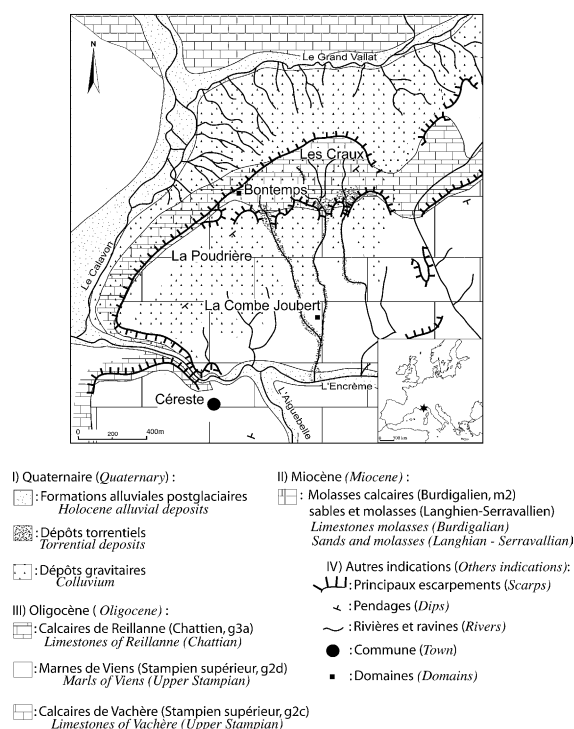 N
Le Grand Vallat
Les Craux
Bontemps
La Poudrière
Le Calavon
La Combe Joubert
L'Encrème
Céreste
L'Aiguebelle
0 200 400m
100 km
I) Quaternaire (Quaternary) :
: Formations alluviales postglaciaires
Holocene alluvial deposits
: Dépôts torrentiels
Torrential deposits
: Dépôts gravitaires
Colluvium
III) Oligocène ( Oligocene) :
: Calcaires de Reillanne (Chattien, g3a)
Limestones of Reillanne (Chattian)
: Marnes de Viens (Stampien supérieur, g2d)
Marls of Viens (Upper Stampian)
: Calcaires de Vachère (Stampien supérieur, g2c)
Limestones of Vachère (Upper Stampian)
II) Miocène (Miocene) :
: Molasses calcaires (Burdigalien, m2)
sables et molasses (Langhien-Serravallien)
Limestones molasses (Burdigalian)
Sands and molasses (Langhian - Serravallian)
IV) Autres indications (Others indications):
: Principaux escarpements (Scarps)
: Pendages (Dips)
: Rivières et ravines (Rivers)
: Commune (Town)
: Domaines (Domains)